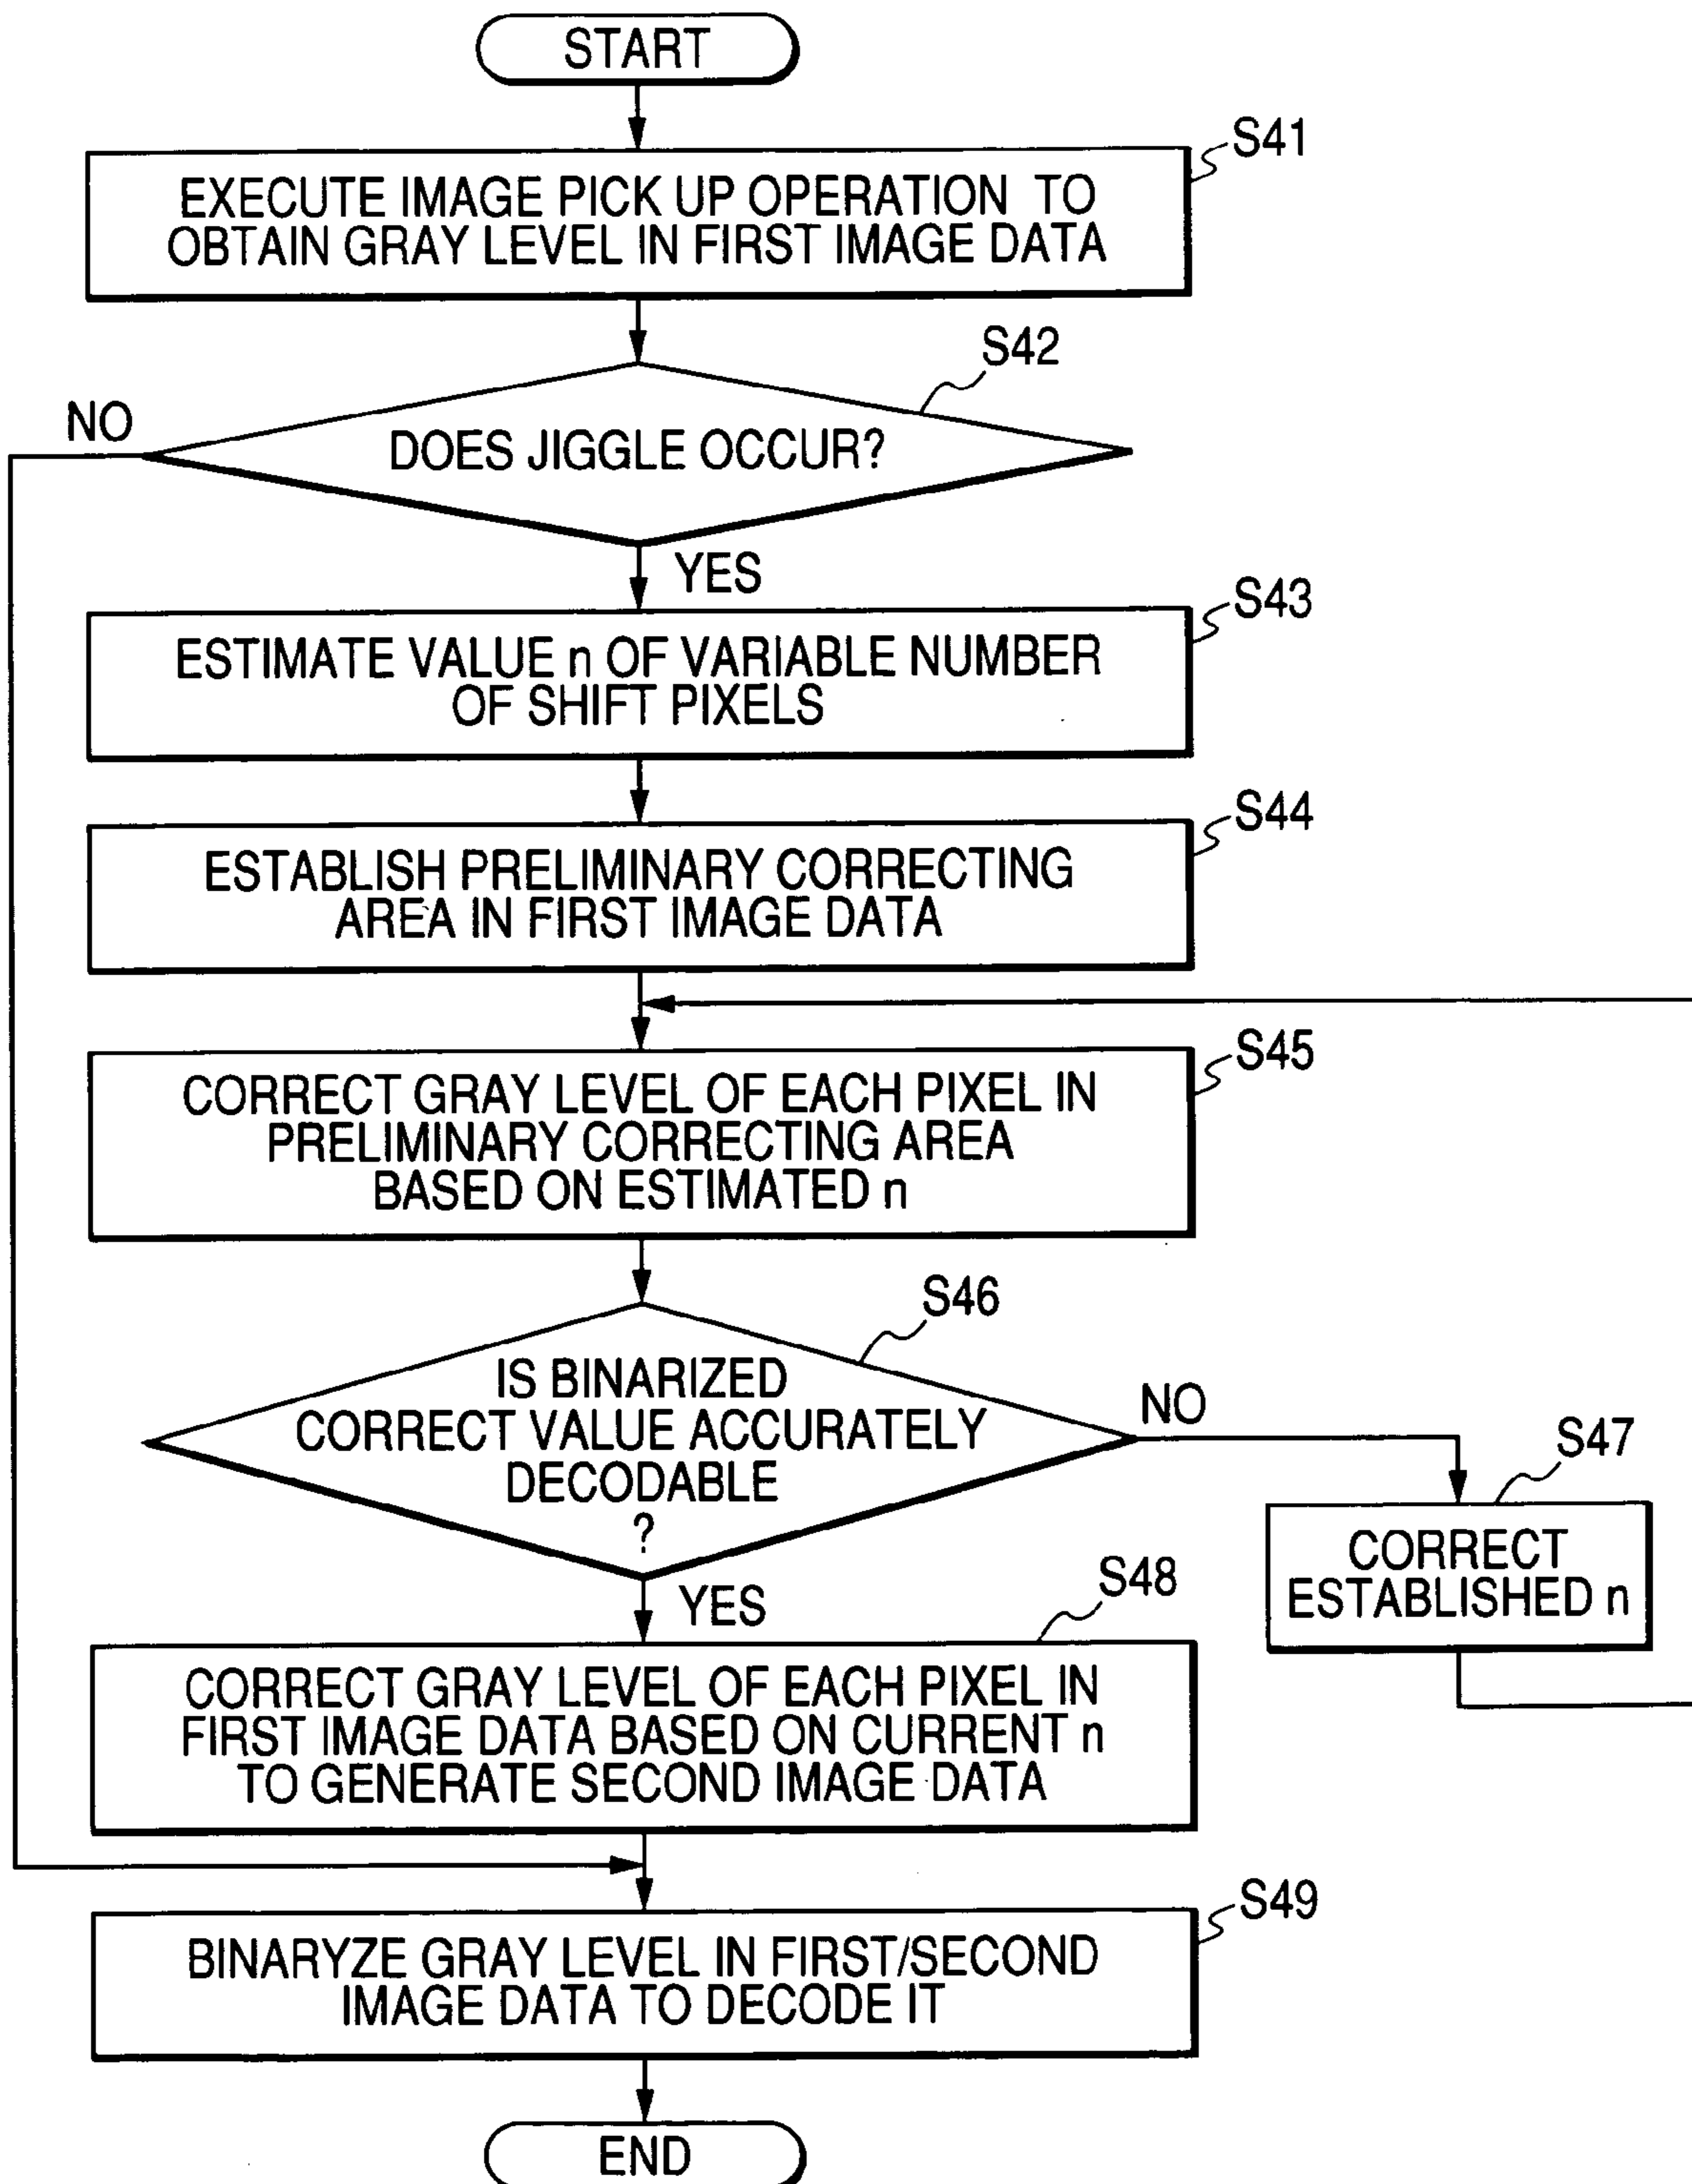 START
S41
EXECUTE IMAGE PICK UP OPERATION TO
OBTAIN GRAY LEVEL IN FIRST IMAGE DATA
S42
NO
DOES JIGGLE OCCUR?
YES
S43
ESTIMATE VALUE n OF VARIABLE NUMBER
OF SHIFT PIXELS
S44
ESTABLISH PRELIMINARY CORRECTING
AREA IN FIRST IMAGE DATA
S45
CORRECT GRAY LEVEL OF EACH PIXEL IN
PRELIMINARY CORRECTING AREA
BASED ON ESTIMATED n
S46
IS BINARIZED
CORRECT VALUE ACCURATELY
DECODABLE
?
NO
S47
CORRECT
ESTABLISHED n
YES
S48
CORRECT GRAY LEVEL OF EACH PIXEL IN
FIRST IMAGE DATA BASED ON CURRENT n
TO GENERATE SECOND IMAGE DATA
S49
BINARYZE GRAY LEVEL IN FIRST/SECOND
IMAGE DATA TO DECODE IT
END